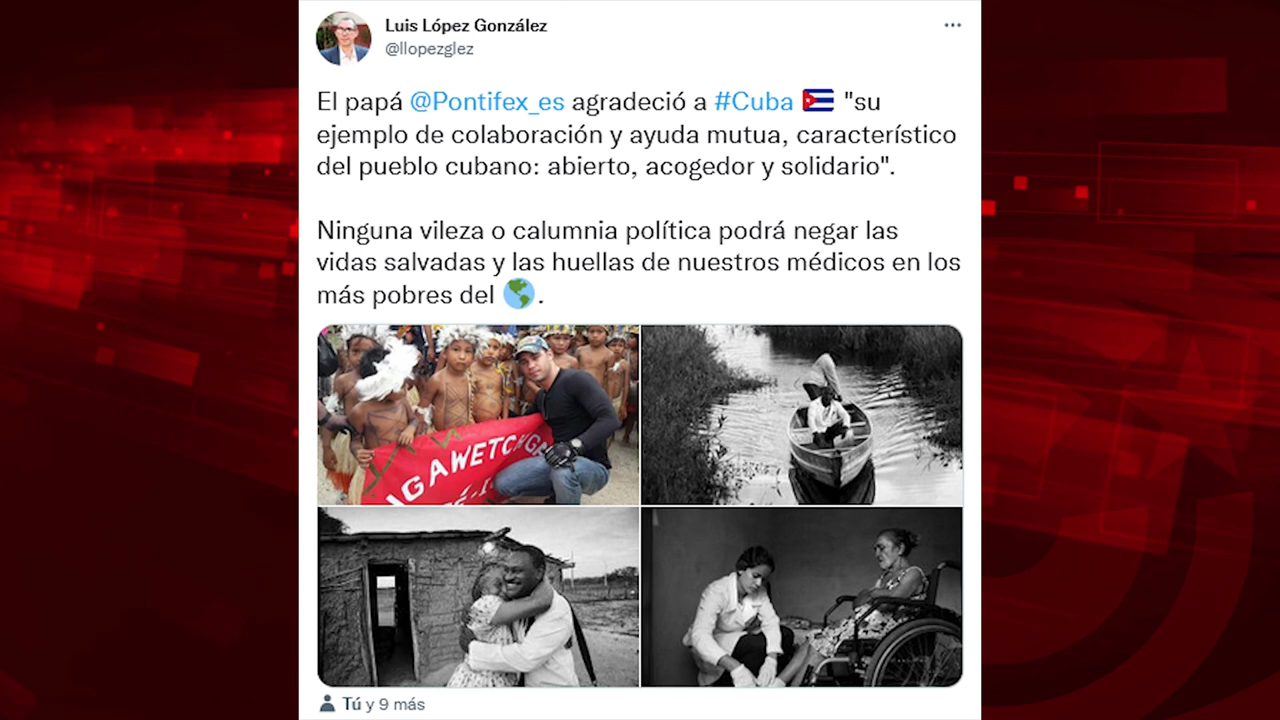 Luis López González
@llopezglez
El papá @Pontifex_es agradeció a #Cuba 🇨🇺 "su
ejemplo de colaboración y ayuda mutua, característico
del pueblo cubano: abierto, acogedor y solidario".
Ninguna vileza o calumnia política podrá negar las
vidas salvadas y las huellas de nuestros médicos en los
más pobres del 🌎.
Tú y 9 más